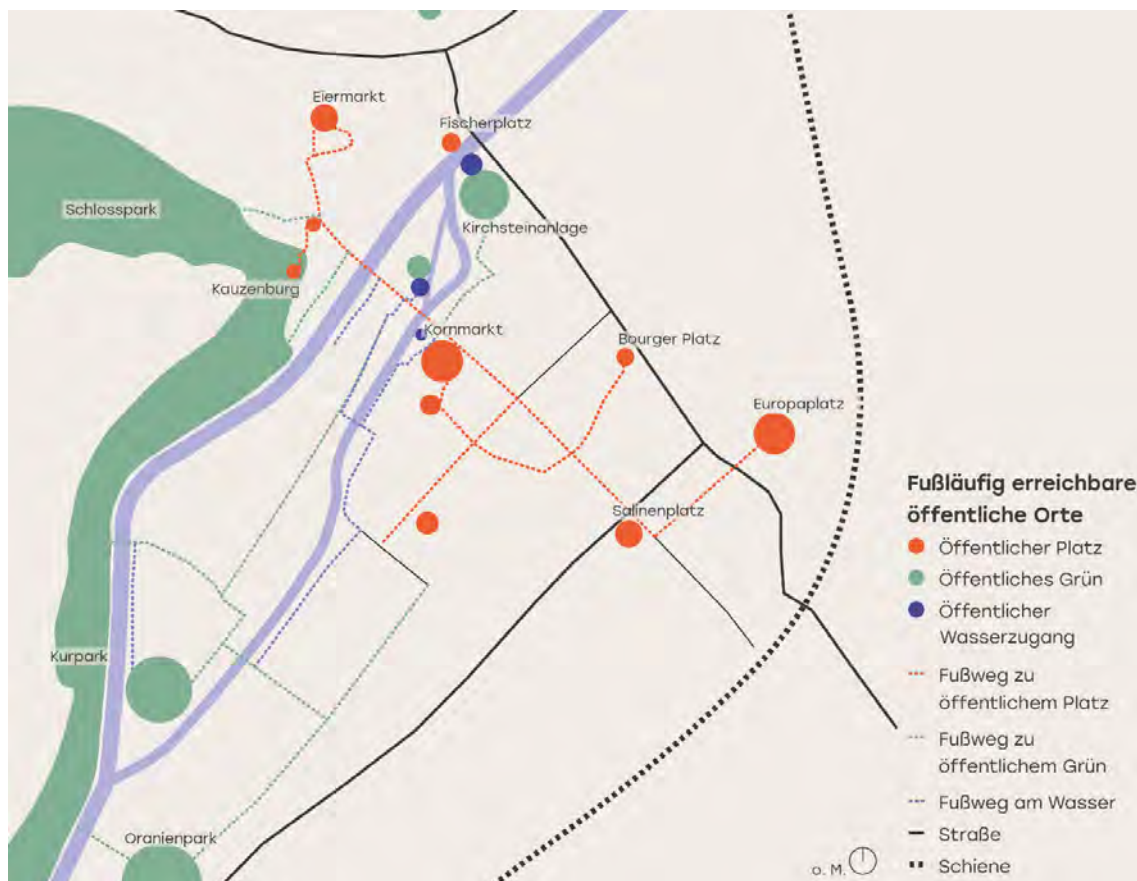 Eiermarkt
Fischerplatz
Schlosspark
Kirchsteinanlage
Kauzenburg
Kornmarkt
Bourger Platz
Europaplatz
Salinenplatz
Kurpark
Oranienpark
Fußläufig erreichbare
öffentliche Orte
Öffentlicher Platz
Öffentliches Grün
Öffentlicher
Wasserzugang
Fußweg zu
öffentlichem Platz
Fußweg zu
öffentlichem Grün
Fußweg am Wasser
Straße
Schiene
o. M.